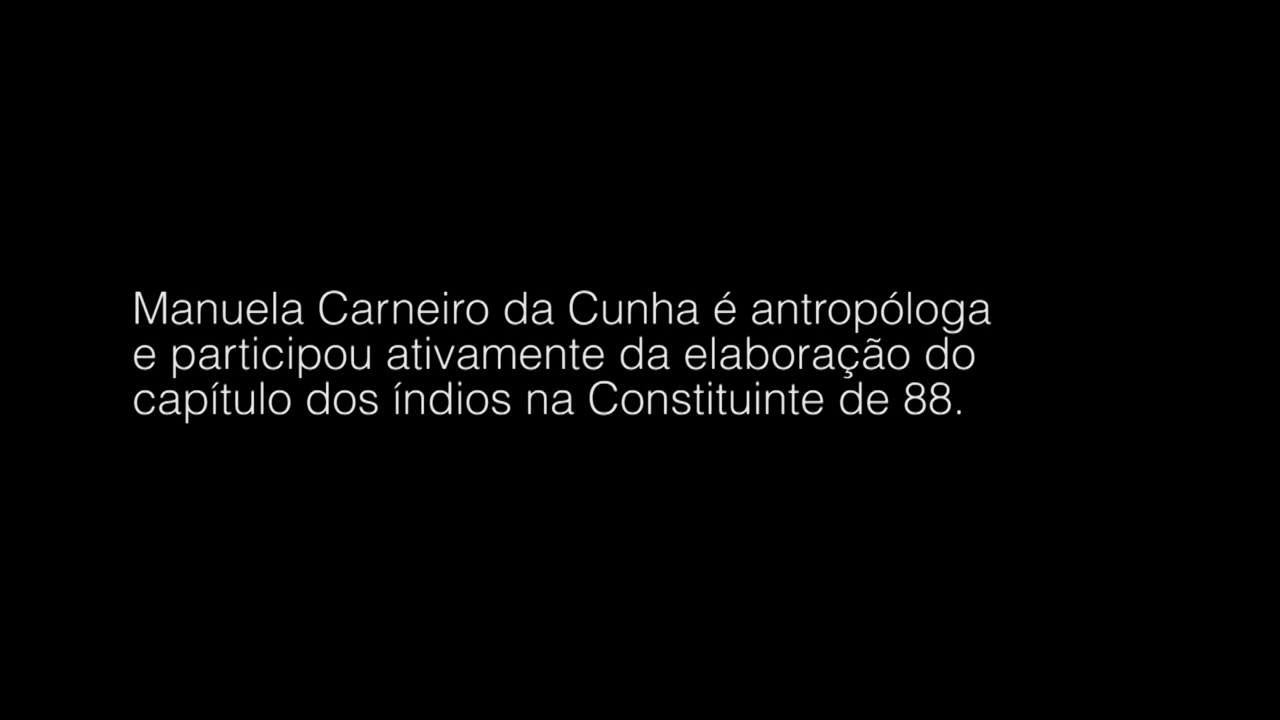 Manuela Carneiro da Cunha é antropóloga
e participou ativamente da elaboração do
capítulo dos índios na Constituinte de 88.